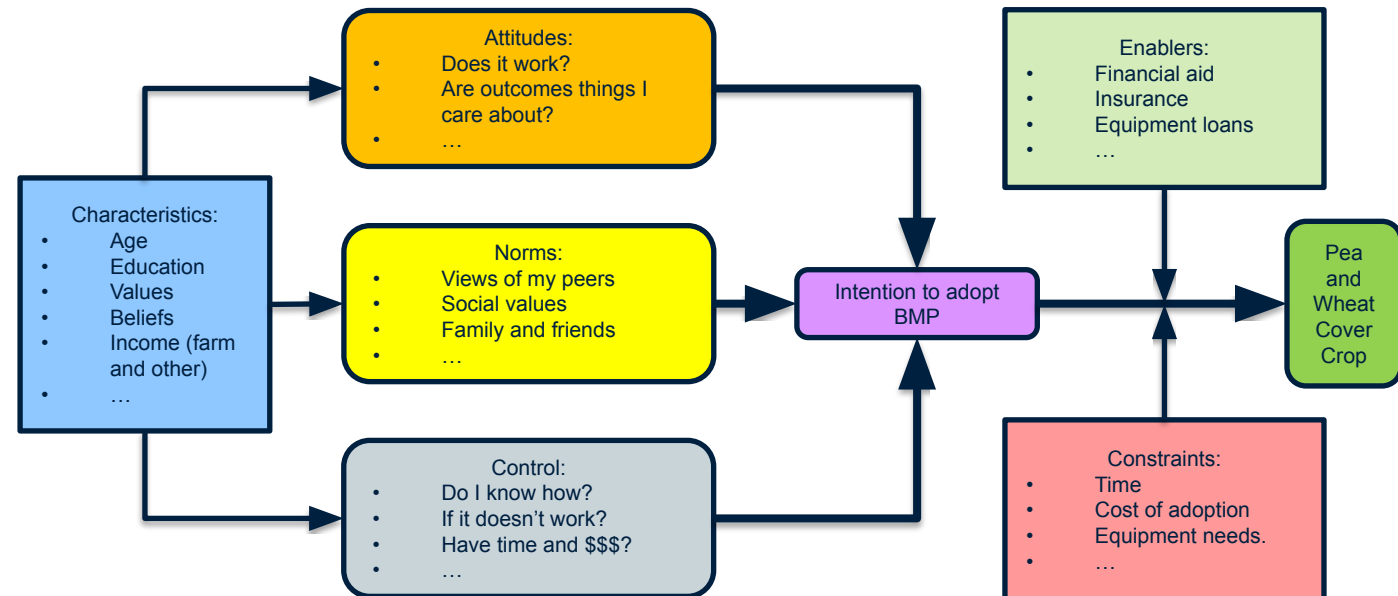 Characteristics:
• Age
• Education
• Values
• Beliefs
• Income (farm
and other)
• …
Attitudes:
• Does it work?
• Are outcomes things I
care about?
• …
Norms:
• Views of my peers
• Social values
• Family and friends
• …
Control:
• Do I know how?
• If it doesn’t work?
• Have time and $$$?
• …
Intention to adopt
BMP
Enablers:
• Financial aid
• Insurance
• Equipment loans
• …
Constraints:
• Time
• Cost of adoption
• Equipment needs.
• …
Pea
and
Wheat
Cover
Crop